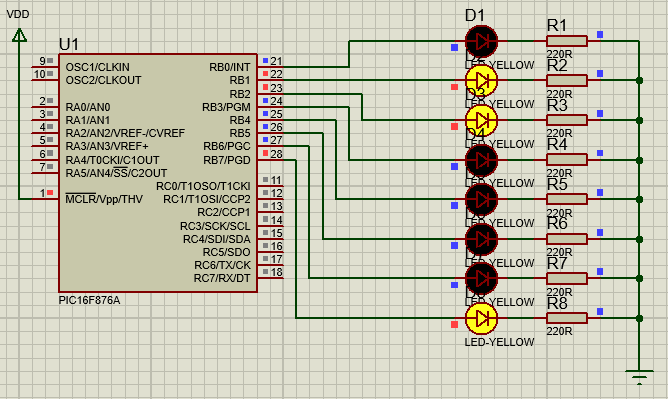 VDD
U1
9 OSC1/CLKIN
10 OSC2/CLKOUT
2 RA0/AN0
3 RA1/AN1
4 RA2/AN2/VREF-/CVREF
5 RA3/AN3/VREF+
6 RA4/T0CKI/C1OUT
7 RA5/AN4/SS/C2OUT
1 MCLR/Vpp/THV
RB0/INT 21
RB1 22
RB2 23
RB3/PGM 24
RB4 25
RB5 26
RB6/PGC 27
RB7/PGD 28
RC0/T1OSO/T1CKI 11
RC1/T1OSI/CCP2 12
RC2/CCP1 13
RC3/SCK/SCL 14
RC4/SDI/SDA 15
RC5/SDO 16
RC6/TX/CK 17
RC7/RX/DT 18
PIC16F876A
D1
LED-YELLOW
LED-YELLOW
D3
LED-YELLOW
D4
LED-YELLOW
LED-YELLOW
LED-YELLOW
LED-YELLOW
LED-YELLOW
R1
220R
R2
220R
R3
220R
R4
220R
R5
220R
R6
220R
R7
220R
R8
220R